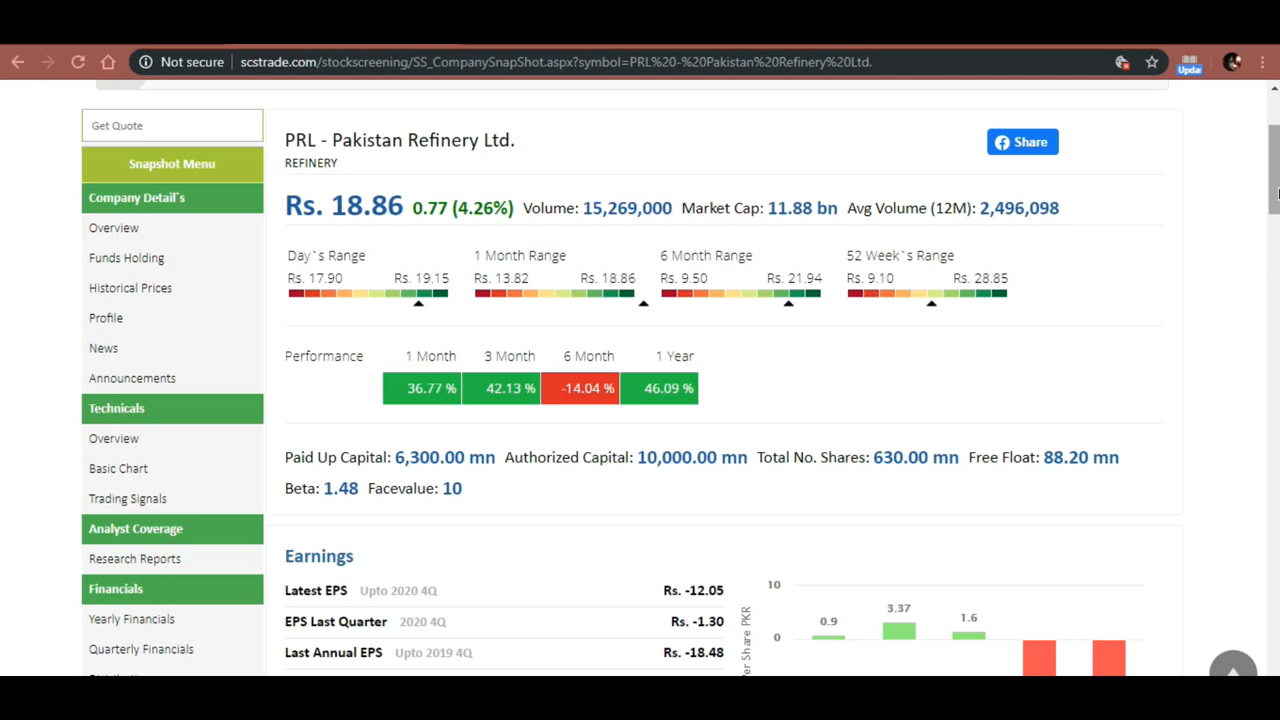 Not secure scstrade.com/stockscreening/SS_CompanySnapShot.aspx?symbol=PRL%20-%20Pakistan%20Refinery%20Ltd.
Upda
Get Quote
Snapshot Menu
Company Detail`s
Overview
Funds Holding
Historical Prices
Profile
News
Announcements
Technicals
Overview
Basic Chart
Trading Signals
Analyst Coverage
Research Reports
Financials
Yearly Financials
Quarterly Financials
PRL - Pakistan Refinery Ltd.
Share
REFINERY
Rs. 18.86 0.77 (4.26%) Volume: 15,269,000 Market Cap: 11.88 bn Avg Volume (12M): 2,496,098
Day`s Range 1 Month Range 6 Month Range 52 Week`s Range
Rs. 17.90 Rs. 19.15 Rs. 13.82 Rs. 18.86 Rs. 9.50 Rs. 21.94 Rs. 9.10 Rs. 28.85
Performance 1 Month 3 Month 6 Month 1 Year
36.77 % 42.13 % -14.04 % 46.09 %
Paid Up Capital: 6,300.00 mn Authorized Capital: 10,000.00 mn Total No. Shares: 630.00 mn Free Float: 88.20 mn
Beta: 1.48 Facevalue: 10
Earnings
Latest EPS Upto 2020 4Q Rs. -12.05
EPS Last Quarter 2020 4Q Rs. -1.30
Last Annual EPS Upto 2019 4Q Rs. -18.48
10
0
0.9
3.37
1.6
Share PKR